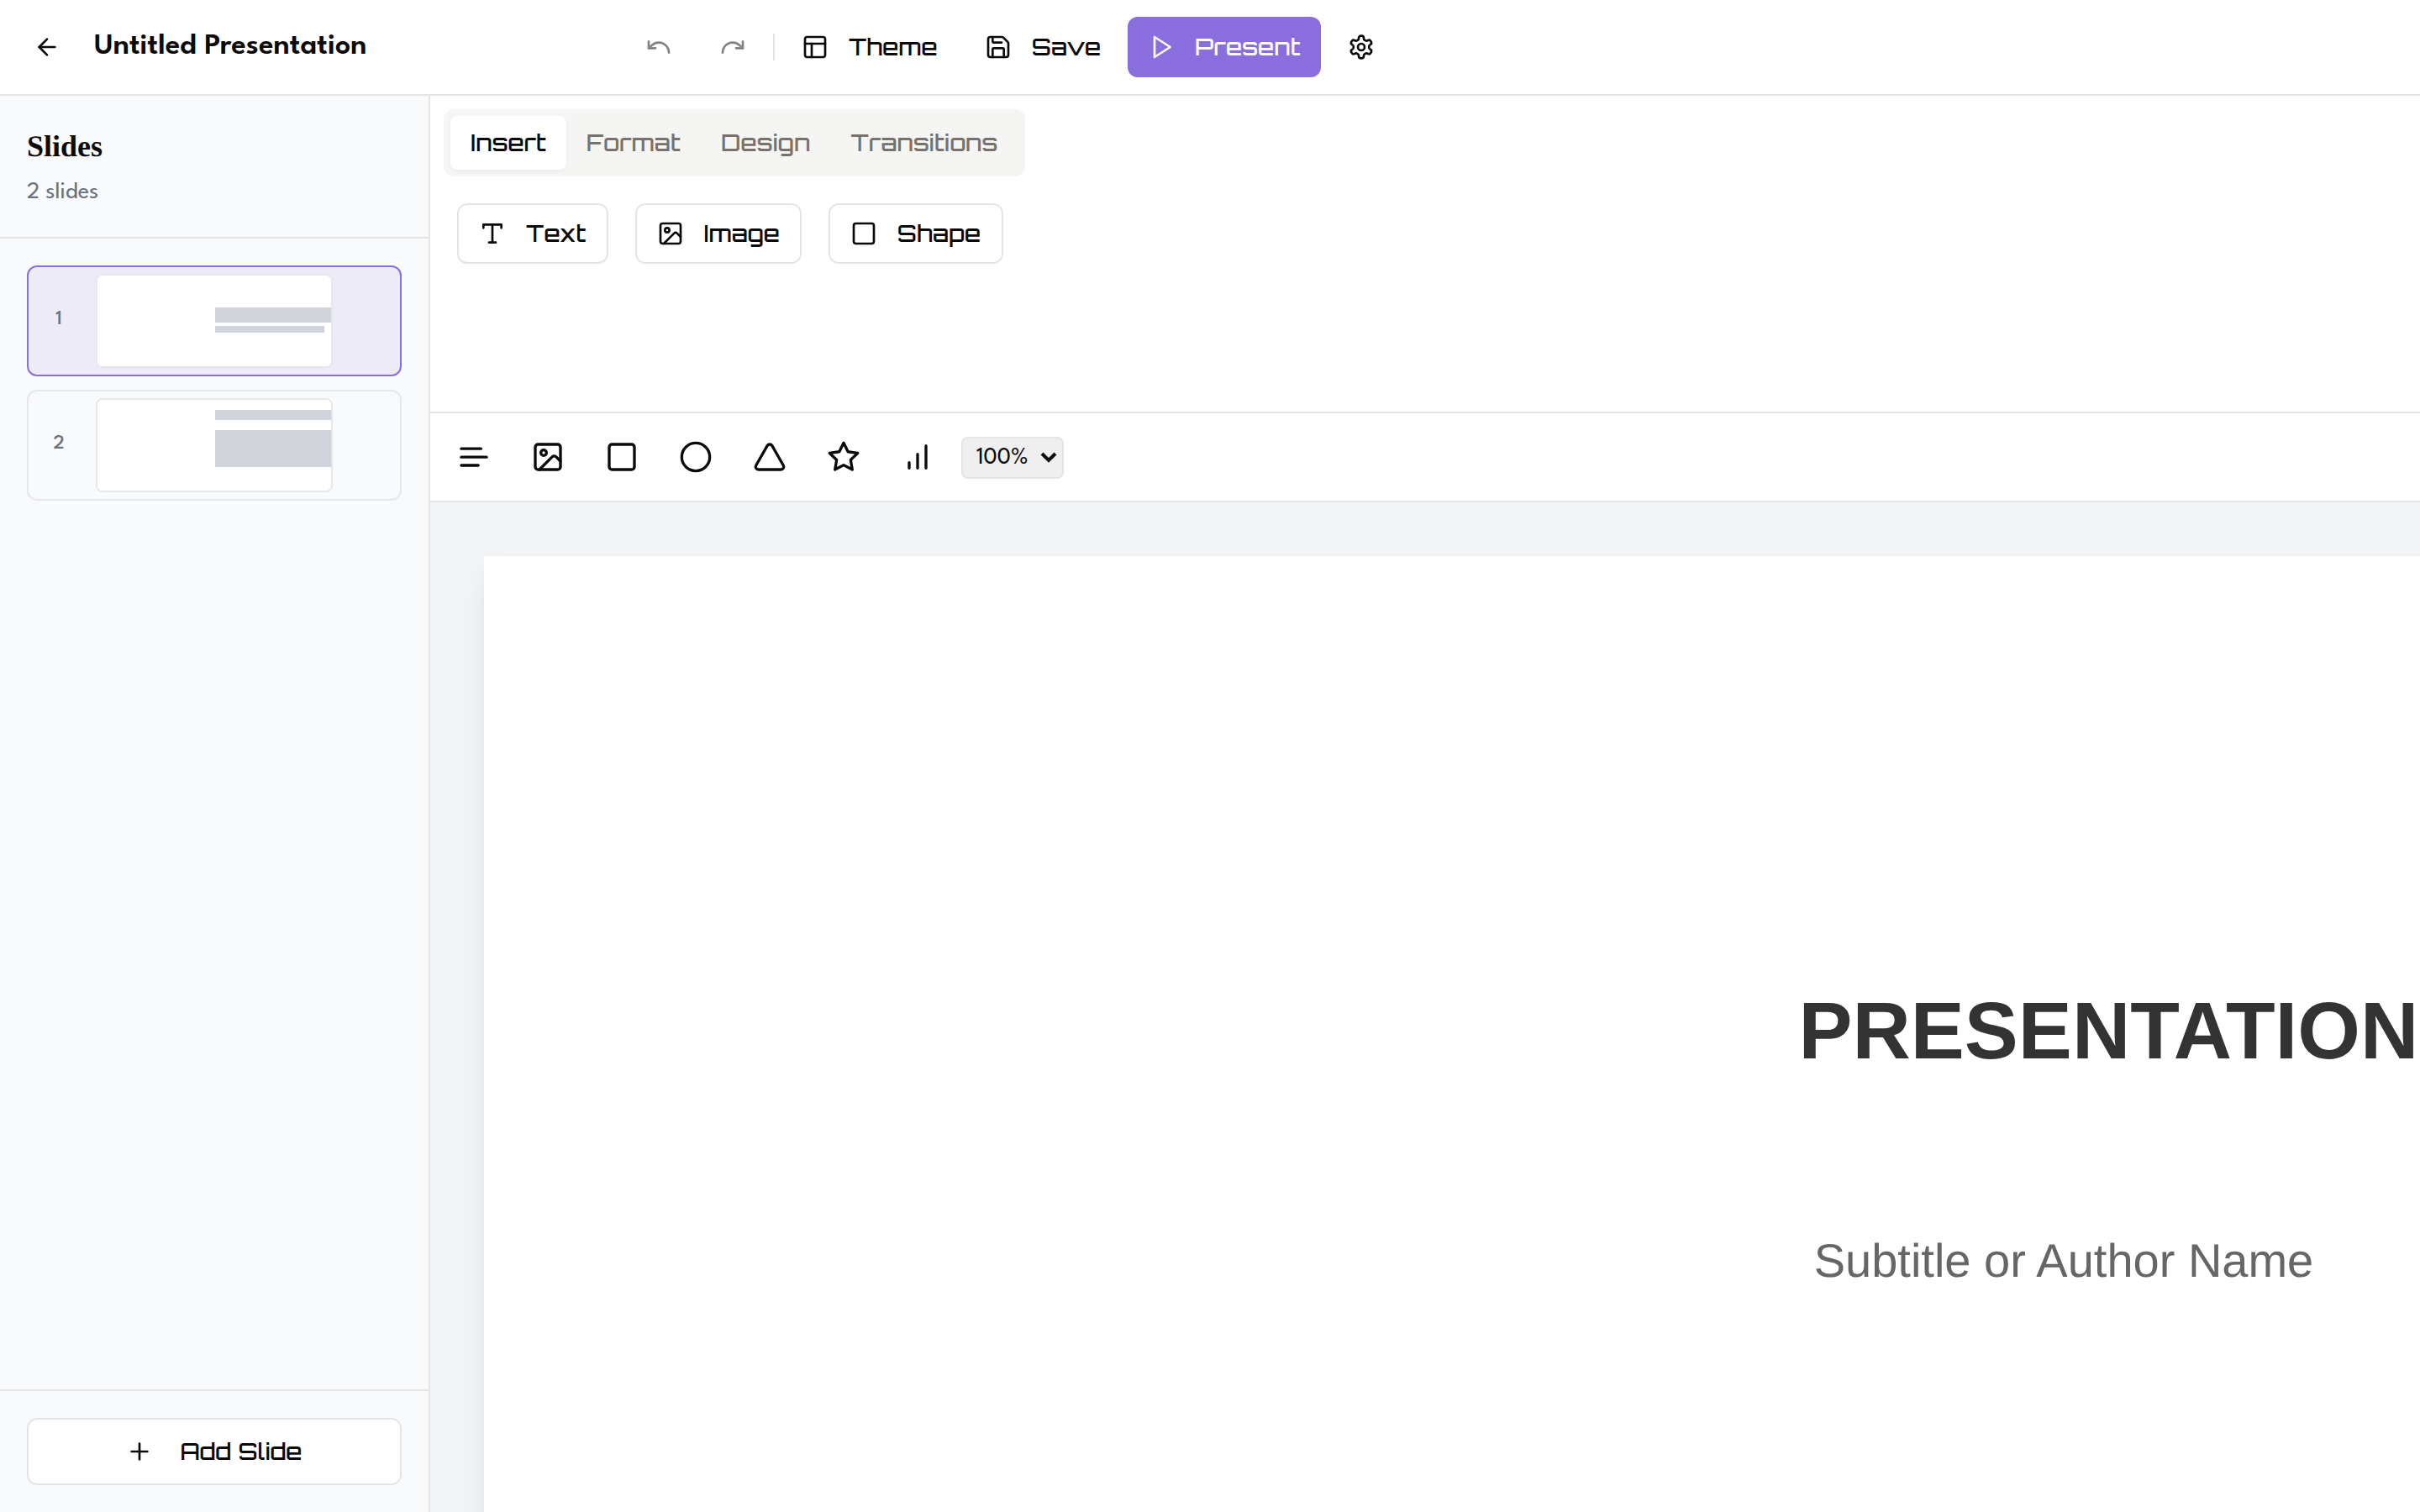 Untitled Presentation
Theme
Save
Present
Slides
2 slides
1
2
Add Slide
Insert
Format
Design
Transitions
Text
Image
Shape
100%
PRESENTATION
Subtitle or Author Name